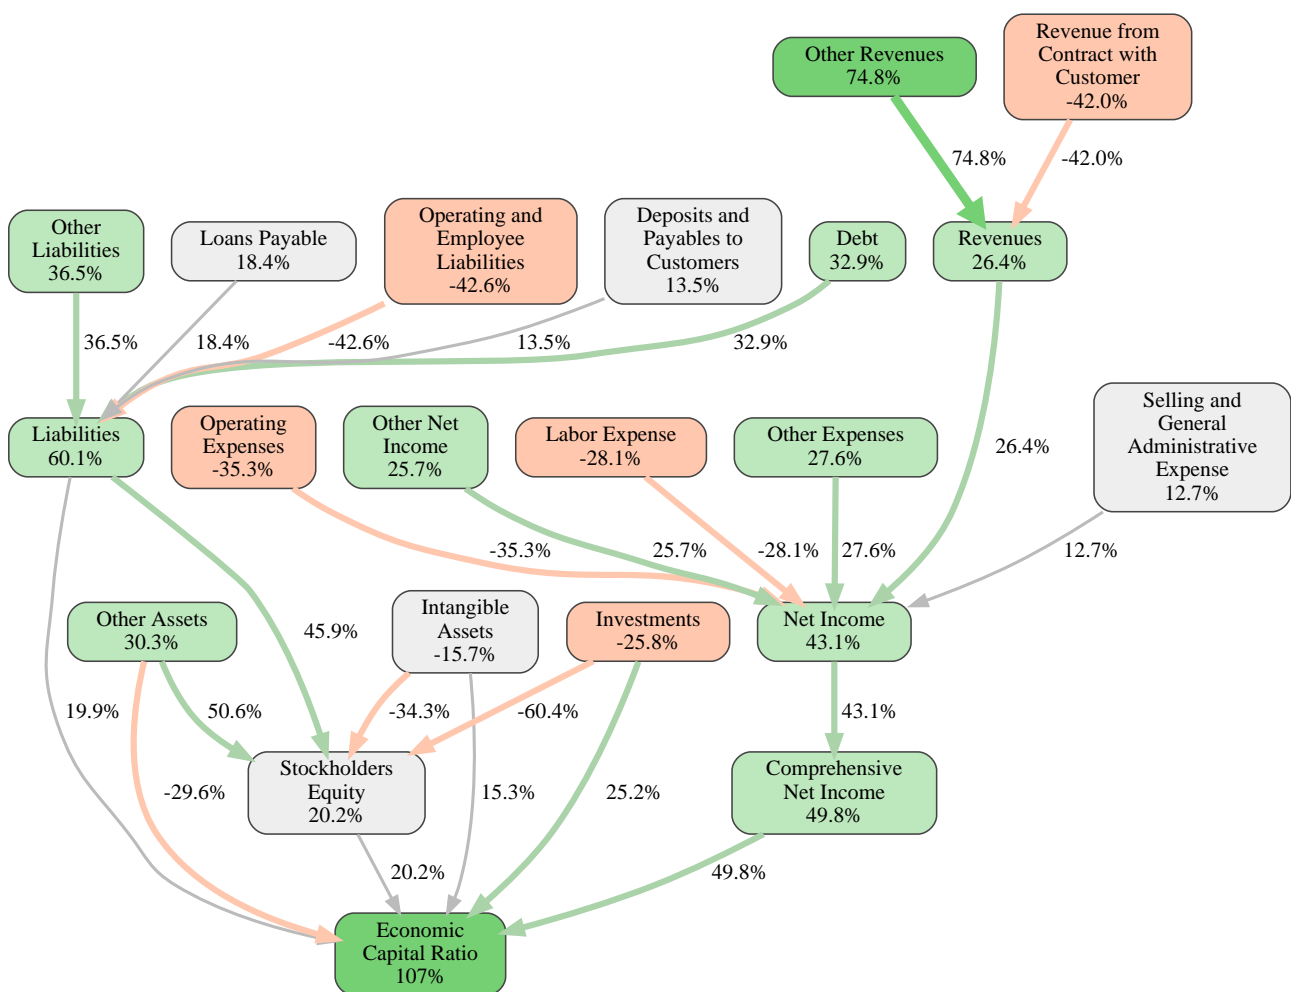 Revenue from
Contract with
Customer
-42.0%
Other Revenues
74.8%
74.8%
-42.0%
Other
Liabilities
36.5%
Loans Payable
18.4%
Operating and
Employee
Liabilities
-42.6%
Deposits and
Payables to
Customers
13.5%
Debt
32.9%
Revenues
26.4%
36.5%
18.4%
-42.6%
13.5%
32.9%
26.4%
Liabilities
60.1%
Operating
Expenses
-35.3%
Other Net
Income
25.7%
Labor Expense
-28.1%
Other Expenses
27.6%
Selling and
General
Administrative
Expense
12.7%
-35.3%
25.7%
-28.1%
27.6%
12.7%
Other Assets
30.3%
45.9%
Intangible
Assets
-15.7%
Investments
-25.8%
Net Income
43.1%
19.9%
50.6%
-34.3%
-60.4%
43.1%
-29.6%
Stockholders
Equity
20.2%
15.3%
25.2%
Comprehensive
Net Income
49.8%
20.2%
49.8%
Economic
Capital Ratio
107%